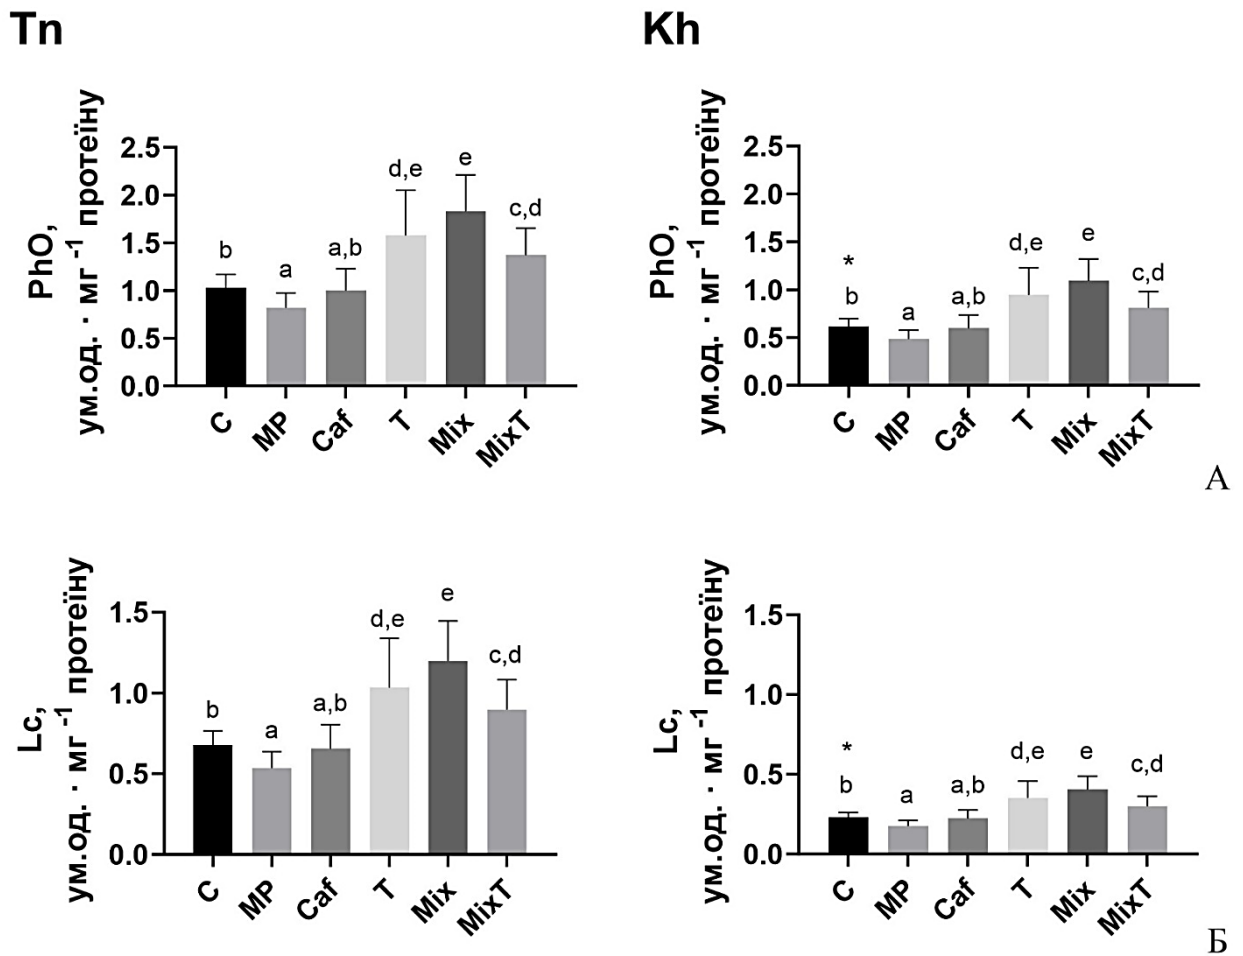 Tn
Kh
PhO,
ум.од. · мг -1 протеїну
2.5
2.0
1.5
1.0
0.5
0.0
b
a
a,b
d,e
e
c,d
C
MP
Caf
T
Mix
MixT
PhO,
ум.од. · мг -1 протеїну
2.5
2.0
1.5
1.0
0.5
0.0
*
b
a
a,b
d,e
e
c,d
C
MP
Caf
T
Mix
MixT
А
Lc,
ум.од. · мг -1 протеїну
1.5
1.0
0.5
0.0
b
a
a,b
d,e
e
c,d
C
MP
Caf
T
Mix
MixT
Lc,
ум.од. · мг -1 протеїну
1.5
1.0
0.5
0.0
*
b
a
a,b
d,e
e
c,d
C
MP
Caf
T
Mix
MixT
Б